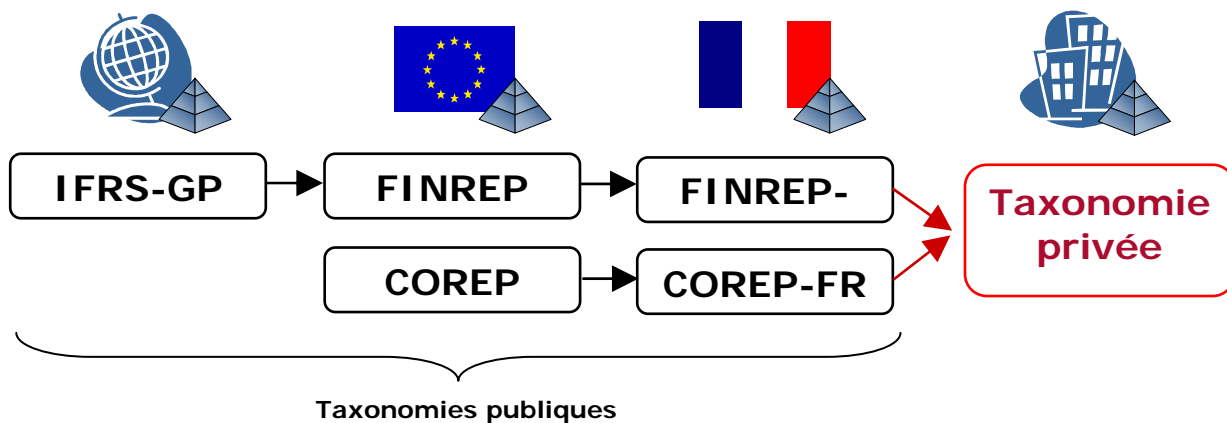 IFRS-GP
FINREP
FINREP-
Taxonomie
privée
COREP
COREP-FR
Taxonomies publiques